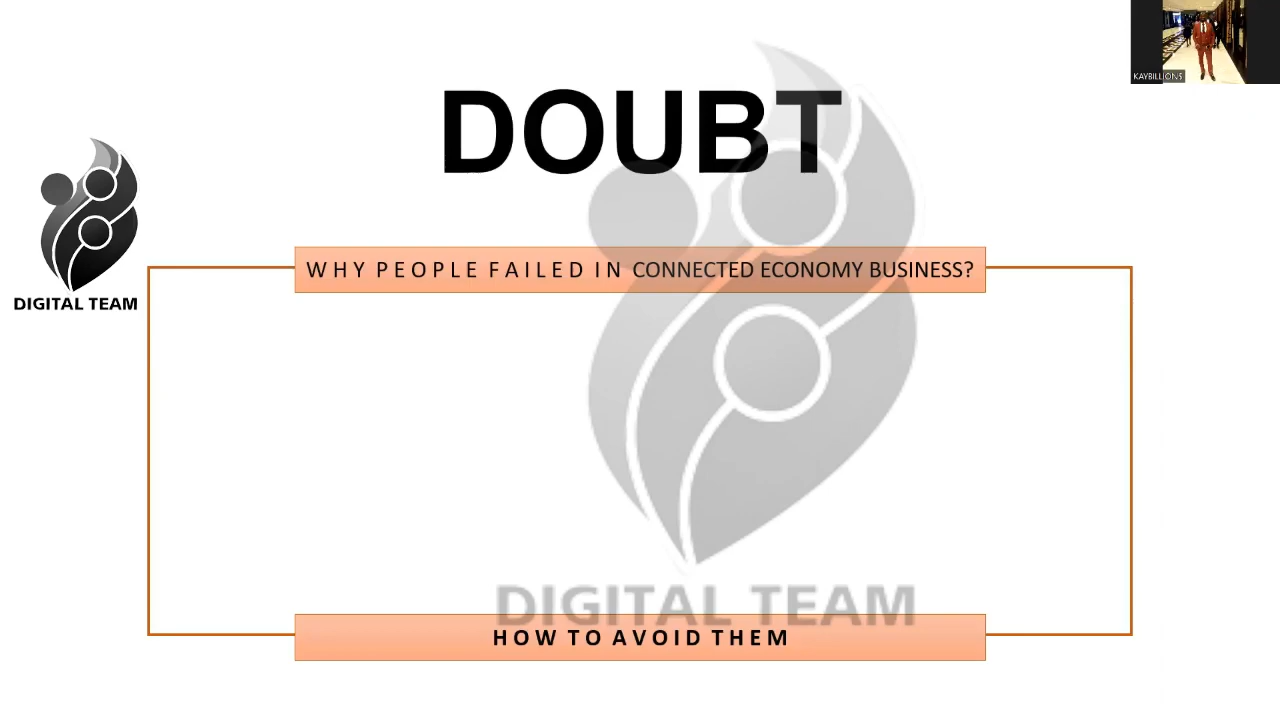 KAYBILLIONS
DOUBT
DIGITAL TEAM
WHY PEOPLE FAILED IN CONNECTED ECONOMY BUSINESS?
DIGITAL TEAM
HOW TO AVOID THEM